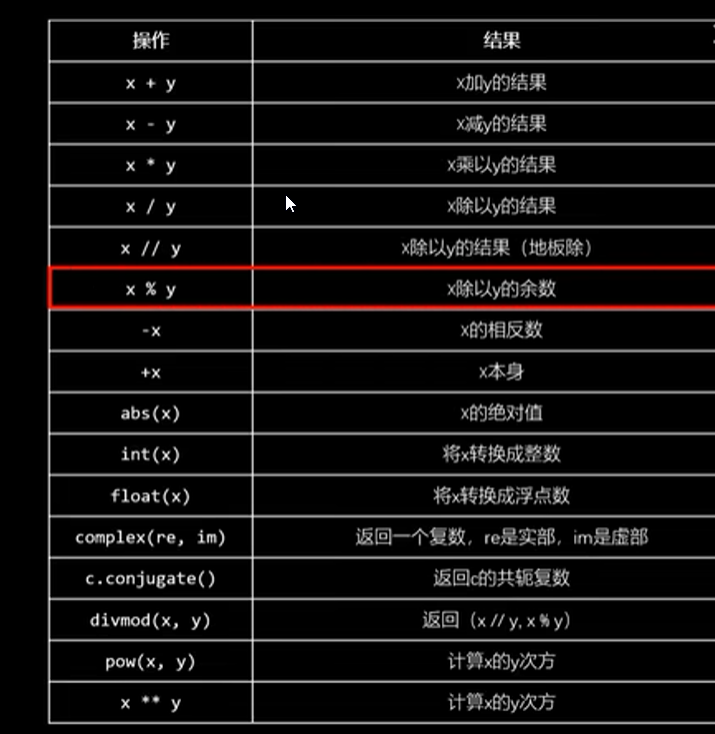 操作 结果
x + y x加y的结果
x - y x减y的结果
x * y x乘以y的结果
x / y x除以y的结果
x // y x除以y的结果（地板除）
x % y x除以y的余数
-x x的相反数
+x x本身
abs(x) x的绝对值
int(x) 将x转换成整数
float(x) 将x转换成浮点数
complex(re, im) 返回一个复数，re是实部，im是虚部
c.conjugate() 返回c的共轭复数
divmod(x, y) 返回（x // y, x % y）
pow(x, y) 计算x的y次方
x ** y 计算x的y次方